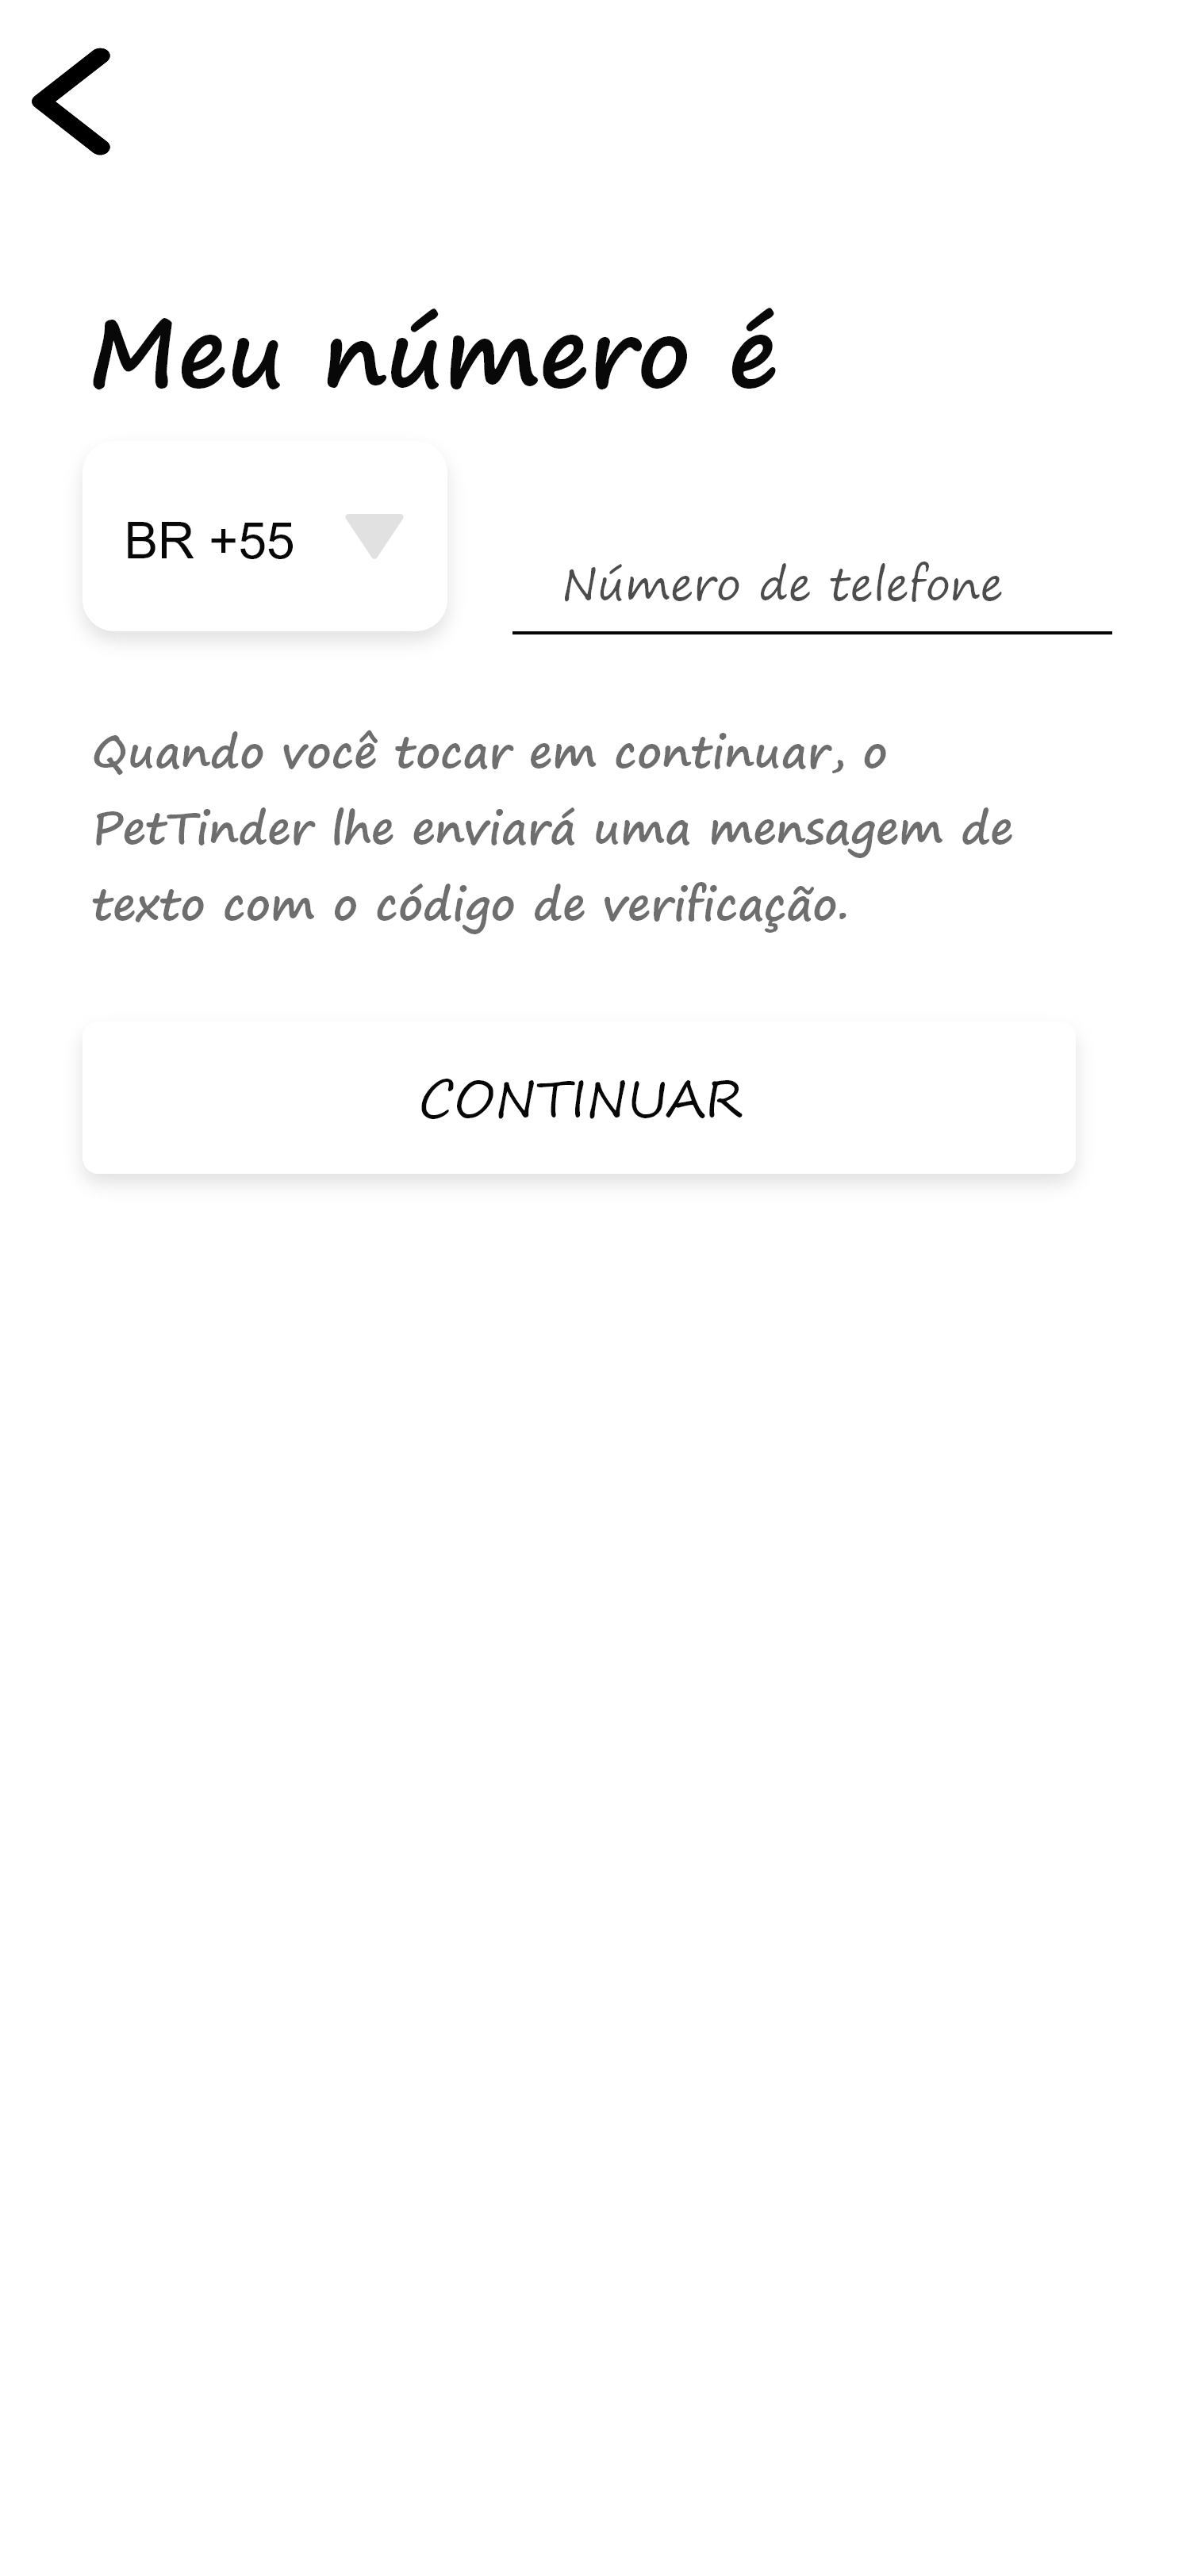 Meu número é
BR +55
Número de telefone
Quando você tocar em continuar, o
PetTinder lhe enviará uma mensagem de
texto com o código de verificação.
CONTINUAR